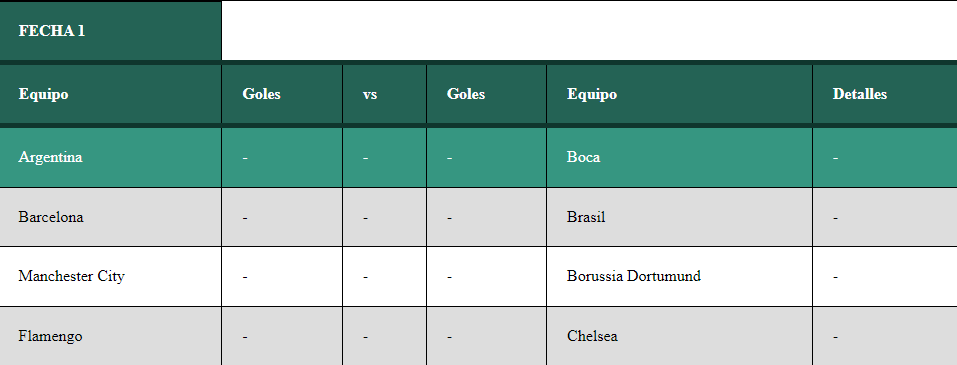 FECHA 1
Equipo Goles vs Goles Equipo Detalles
Argentina - - - Boca -
Barcelona - - - Brasil -
Manchester City - - - Borussia Dortumund -
Flamengo - - - Chelsea -